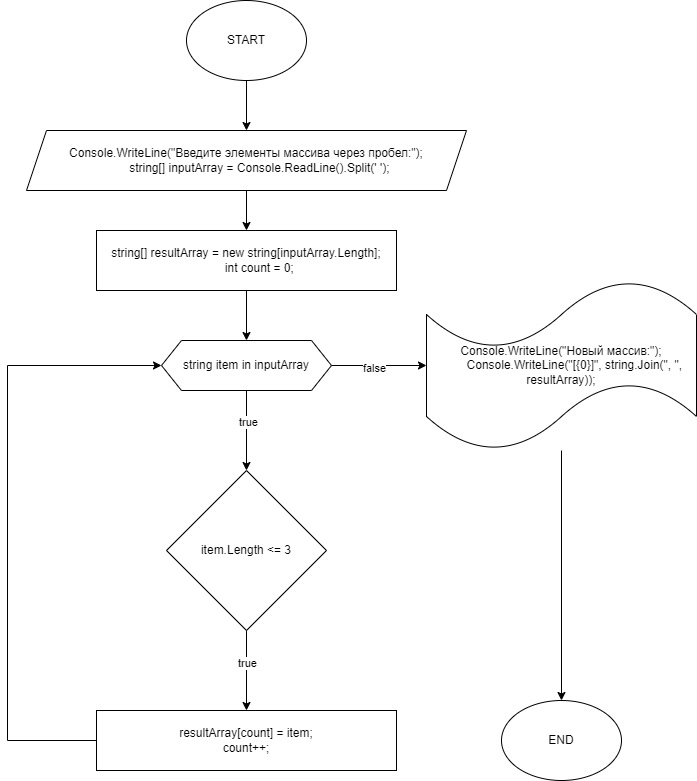 START
Console.WriteLine("Введите элементы массива через пробел:");
string[] inputArray = Console.ReadLine().Split(' ');
string[] resultArray = new string[inputArray.Length];
int count = 0;
string item in inputArray
false
Console.WriteLine("Новый массив:");
Console.WriteLine("[{0}]", string.Join(", ",
resultArray));
true
item.Length <= 3
true
resultArray[count] = item;
count++;
END